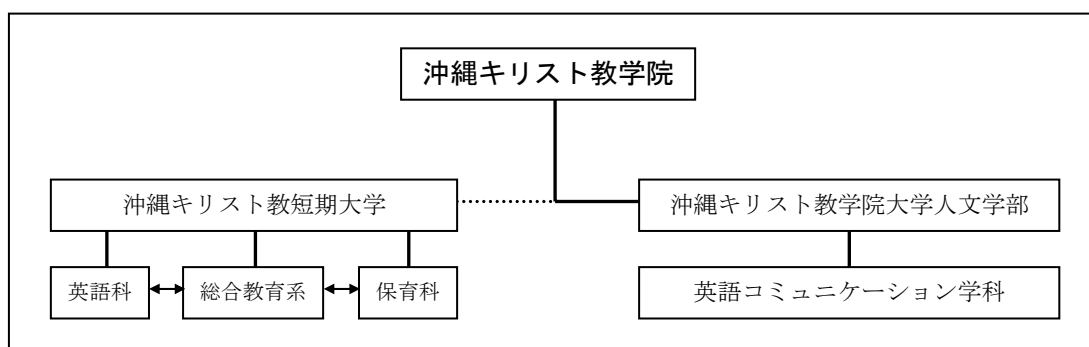 沖縄キリスト教学院
沖縄キリスト教短期大学
沖縄キリスト教学院大学人文学部
英語科
総合教育系
保育科
英語コミュニケーション学科